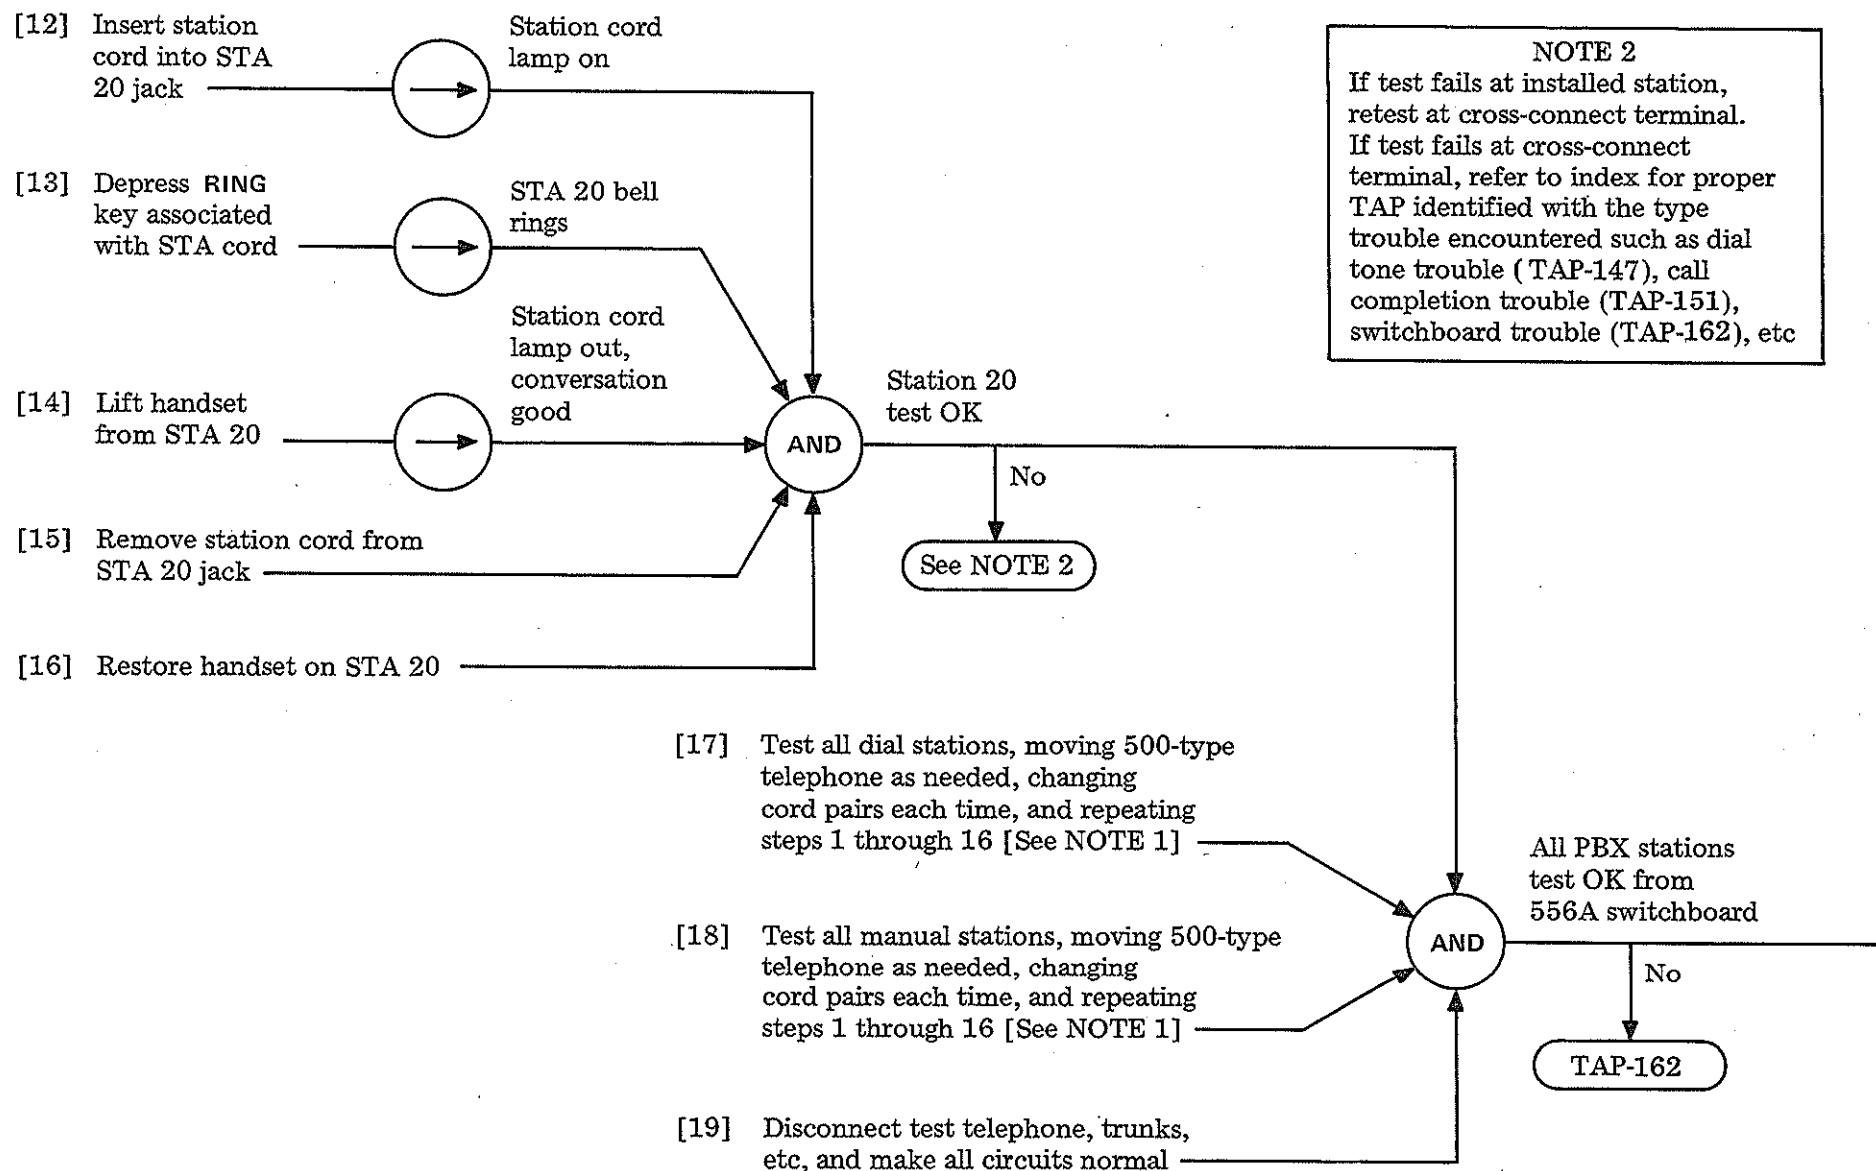 [12] Insert station
cord into STA
20 jack
Station cord
lamp on
[13] Depress RING
key associated
with STA cord
STA 20 bell
rings
[14] Lift handset
from STA 20
Station cord
lamp out,
conversation
good
[15] Remove station cord from
STA 20 jack
[16] Restore handset on STA 20
AND
Station 20
test OK
No
See NOTE 2
NOTE 2
If test fails at installed station,
retest at cross-connect terminal.
If test fails at cross-connect
terminal, refer to index for proper
TAP identified with the type
trouble encountered such as dial
tone trouble (TAP-147), call
completion trouble (TAP-151),
switchboard trouble (TAP-162), etc
[17] Test all dial stations, moving 500-type
telephone as needed, changing
cord pairs each time, and repeating
steps 1 through 16 [See NOTE 1]
[18] Test all manual stations, moving 500-type
telephone as needed, changing
cord pairs each time, and repeating
steps 1 through 16 [See NOTE 1]
[19] Disconnect test telephone, trunks,
etc, and make all circuits normal
AND
All PBX stations
test OK from
556A switchboard
No
TAP-162